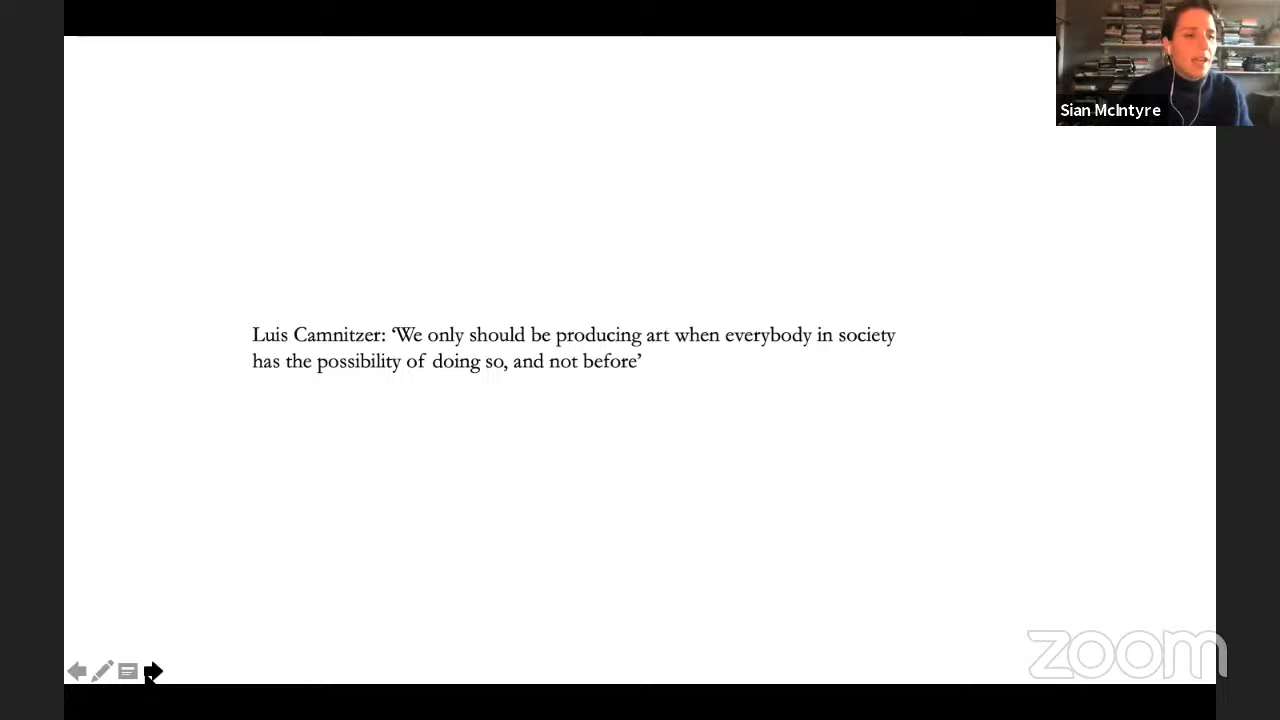 Sian McIntyre
Luis Camnitzer: ‘We only should be producing art when everybody in society
has the possibility of doing so, and not before’
zoom